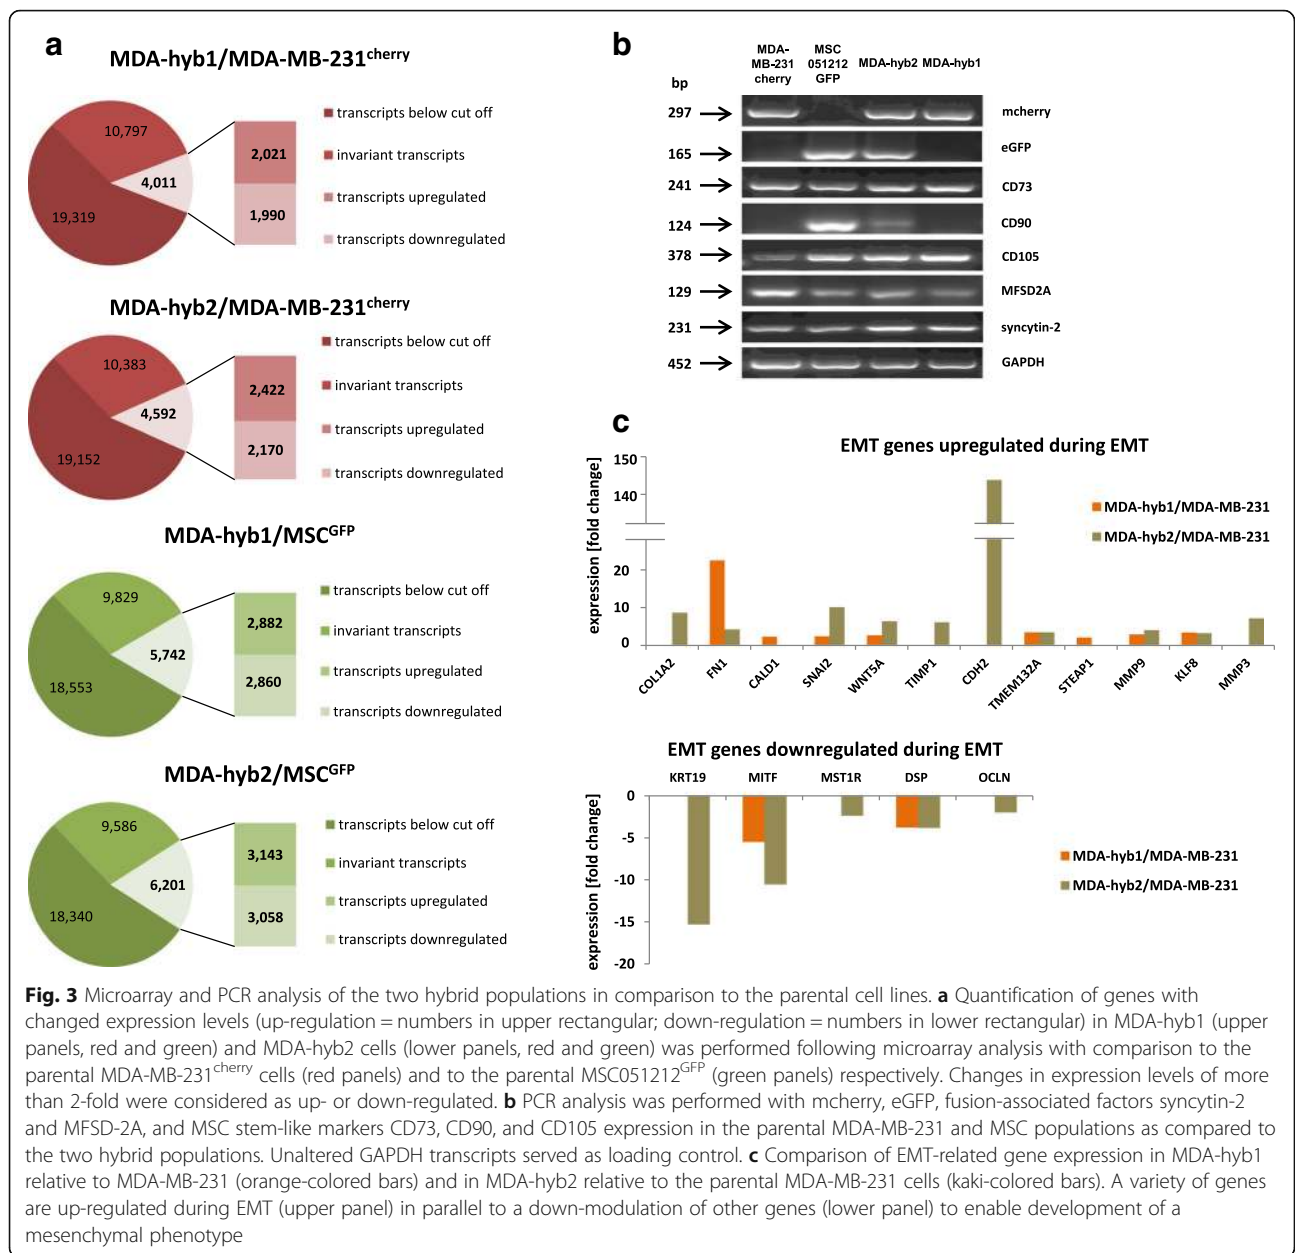 a
MDA-hyb1/MDA-MB-231cherry
10,797
4,011
19,319
2,021
1,990
transcripts below cut off
invariant transcripts
transcripts upregulated
transcripts downregulated
MDA-hyb2/MDA-MB-231cherry
10,383
4,592
19,152
2,422
2,170
transcripts below cut off
invariant transcripts
transcripts upregulated
transcripts downregulated
MDA-hyb1/MSCGFP
9,829
5,742
18,553
2,882
2,860
transcripts below cut off
invariant transcripts
transcripts upregulated
transcripts downregulated
MDA-hyb2/MSCGFP
9,586
6,201
18,340
3,143
3,058
transcripts below cut off
invariant transcripts
transcripts upregulated
transcripts downregulated
b
bp
MDA-
MB-231
cherry
MSC
051212
GFP
MDA-hyb2
MDA-hyb1
297 mcherry
165 eGFP
241 CD73
124 CD90
378 CD105
129 MFSD2A
231 syncytin-2
452 GAPDH
c
EMT genes upregulated during EMT
expression [fold change]
150
140
20
10
0
COL1A2
FN1
CALD1
SNAI2
WNT5A
TIMP1
CDH2
TMEM132A
STEAP1
MMP9
KLF8
MMP3
MDA-hyb1/MDA-MB-231
MDA-hyb2/MDA-MB-231
EMT genes downregulated during EMT
KRT19
MITF
MST1R
DSP
OCLN
expression [fold change]
0
-5
-10
-15
-20
MDA-hyb1/MDA-MB-231
MDA-hyb2/MDA-MB-231
Fig. 3 Microarray and PCR analysis of the two hybrid populations in comparison to the parental cell lines. a Quantification of genes with
changed expression levels (up-regulation = numbers in upper rectangular; down-regulation = numbers in lower rectangular) in MDA-hyb1 (upper
panels, red and green) and MDA-hyb2 cells (lower panels, red and green) was performed following microarray analysis with comparison to the
parental MDA-MB-231cherry cells (red panels) and to the parental MSC051212GFP (green panels) respectively. Changes in expression levels of more
than 2-fold were considered as up- or down-regulated. b PCR analysis was performed with mcherry, eGFP, fusion-associated factors syncytin-2
and MFSD-2A, and MSC stem-like markers CD73, CD90, and CD105 expression in the parental MDA-MB-231 and MSC populations as compared to
the two hybrid populations. Unaltered GAPDH transcripts served as loading control. c Comparison of EMT-related gene expression in MDA-hyb1
relative to MDA-MB-231 (orange-colored bars) and in MDA-hyb2 relative to the parental MDA-MB-231 cells (kaki-colored bars). A variety of genes
are up-regulated during EMT (upper panel) in parallel to a down-modulation of other genes (lower panel) to enable development of a
mesenchymal phenotype